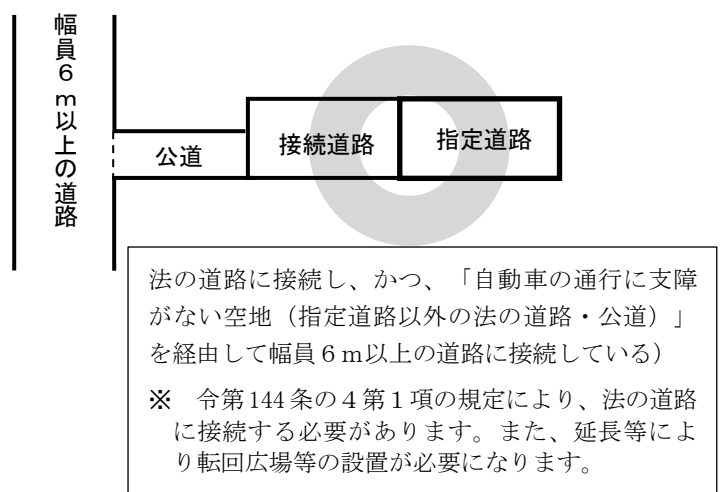 幅員６ｍ以上の道路
公道
接続道路
指定道路
法の道路に接続し、かつ、「自動車の通行に支障
がない空地（指定道路以外の法の道路・公道）」
を経由して幅員６ｍ以上の道路に接続している）
※　令第144条の４第１項の規定により、法の道路
に接続する必要があります。また、延長等によ
り転回広場等の設置が必要になります。